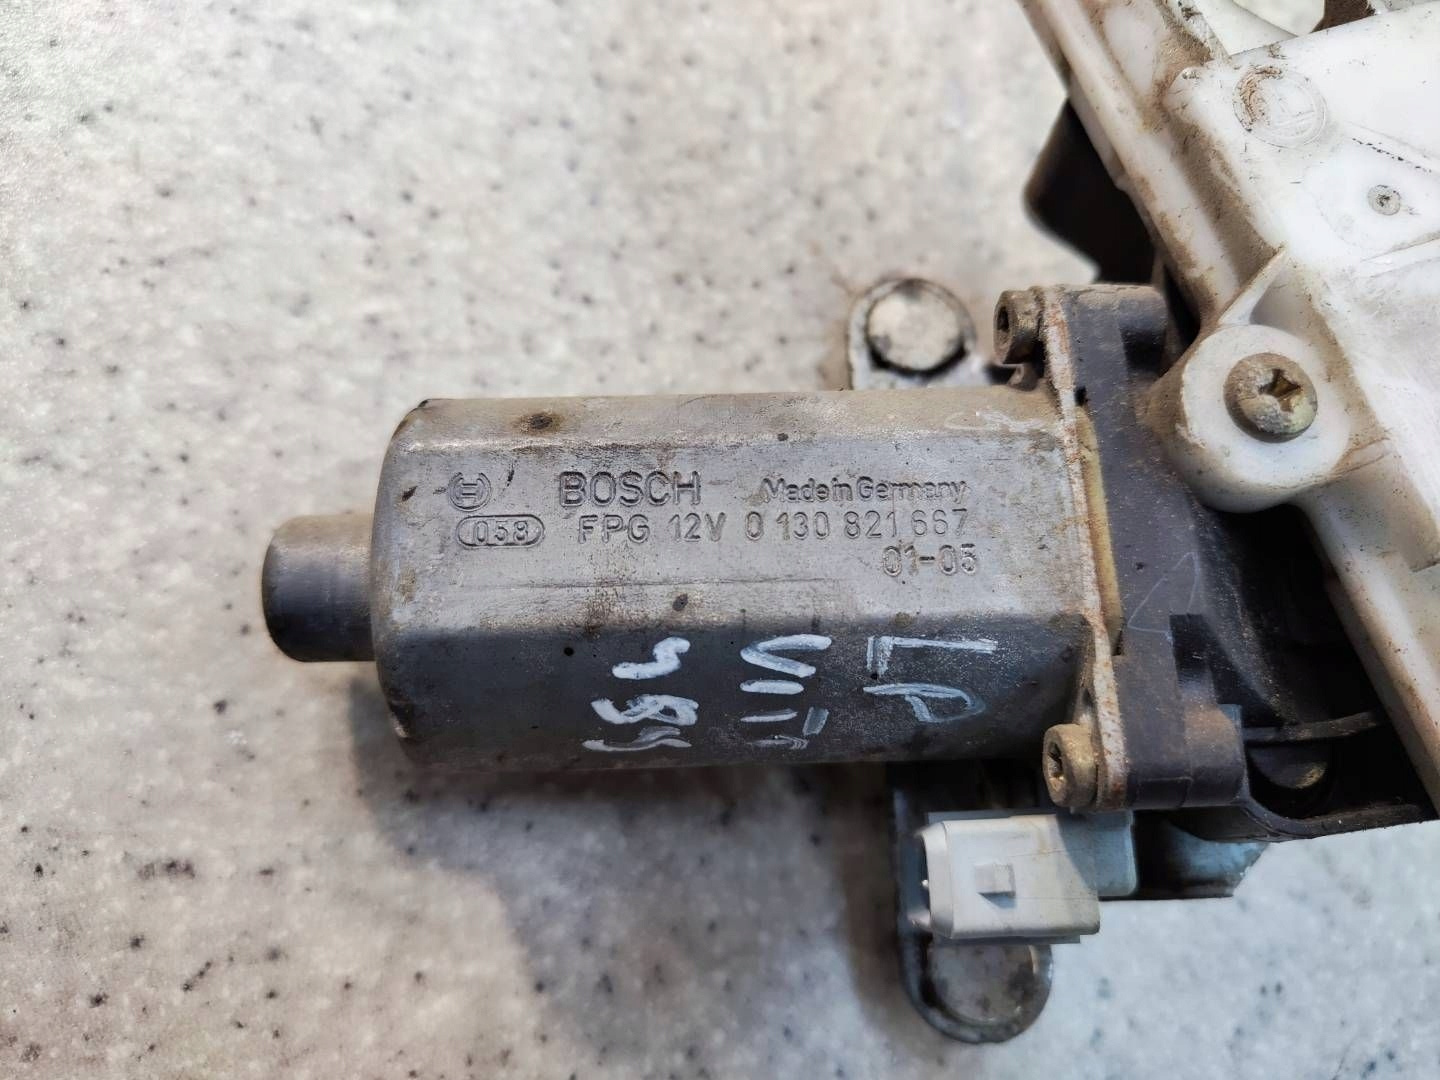 BOSCH Made in Germany
058 FPG 12V 0 130 821 667
01-05
LP